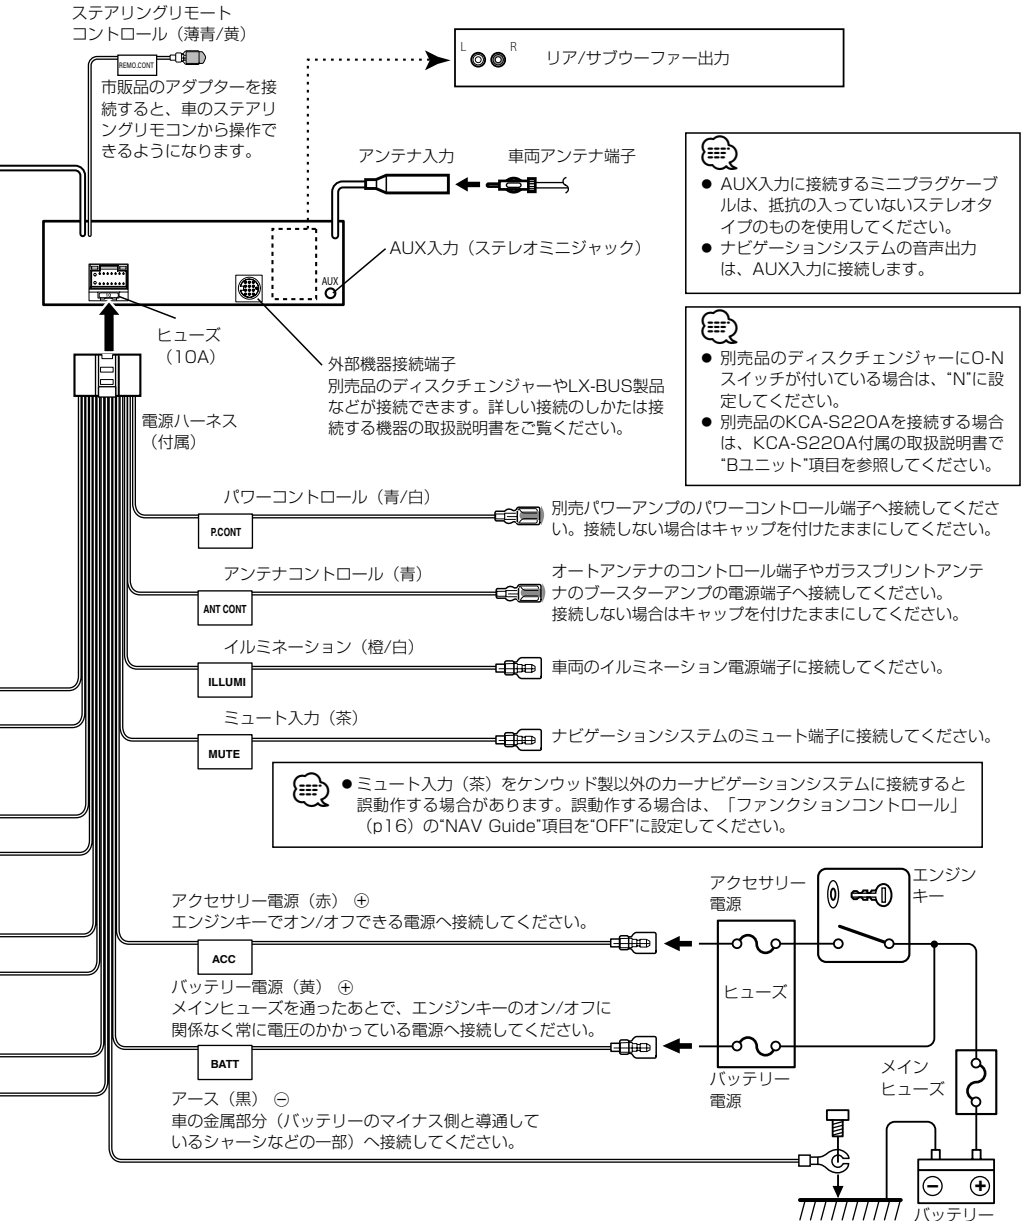 ステアリングリモート
コントロール（薄青/黄）
REMO.CONT
市販品のアダプターを接
続すると、車のステアリ
ングリモコンから操作で
きるようになります。
L
R
リア/サブウーファー出力
アンテナ入力
車両アンテナ端子
AUX入力（ステレオミニジャック）
AUX
ヒューズ
（10A）
外部機器接続端子
別売品のディスクチェンジャーやLX-BUS製品
などが接続できます。詳しい接続のしかたは接
続する機器の取扱説明書をご覧ください。
電源ハーネス
（付属）
● AUX入力に接続するミニプラグケーブ
ルは、抵抗の入っていないステレオタ
イプのものを使用してください。
● ナビゲーションシステムの音声出力
は、AUX入力に接続します。
● 別売品のディスクチェンジャーにO-N
スイッチが付いている場合は、“N”に設
定してください。
● 別売品のKCA-S220Aを接続する場合
は、KCA-S220A付属の取扱説明書で
“Bユニット”項目を参照してください。
パワーコントロール（青/白）
P.CONT
別売パワーアンプのパワーコントロール端子へ接続してくださ
い。接続しない場合はキャップを付けたままにしてください。
アンテナコントロール（青）
ANT CONT
オートアンテナのコントロール端子やガラスプリントアンテ
ナのブースターアンプの電源端子へ接続してください。
接続しない場合はキャップを付けたままにしてください。
イルミネーション（橙/白）
ILLUMI
車両のイルミネーション電源端子に接続してください。
ミュート入力（茶）
MUTE
ナビゲーションシステムのミュート端子に接続してください。
● ミュート入力（茶）をケンウッド製以外のカーナビゲーションシステムに接続すると
誤動作する場合があります。誤動作する場合は、「ファンクションコントロール」
（p16）の“NAV Guide”項目を“OFF”に設定してください。
アクセサリー電源（赤） ⊕
エンジンキーでオン/オフできる電源へ接続してください。
ACC
アクセサリー
電源
エンジン
キー
ヒューズ
バッテリー電源（黄） ⊕
メインヒューズを通ったあとで、エンジンキーのオン/オフに
関係なく常に電圧のかかっている電源へ接続してください。
BATT
バッテリー
電源
メイン
ヒューズ
アース（黒） ⊖
車の金属部分（バッテリーのマイナス側と導通して
いるシャーシなどの一部）へ接続してください。
⊖ ⊕
バッテリー